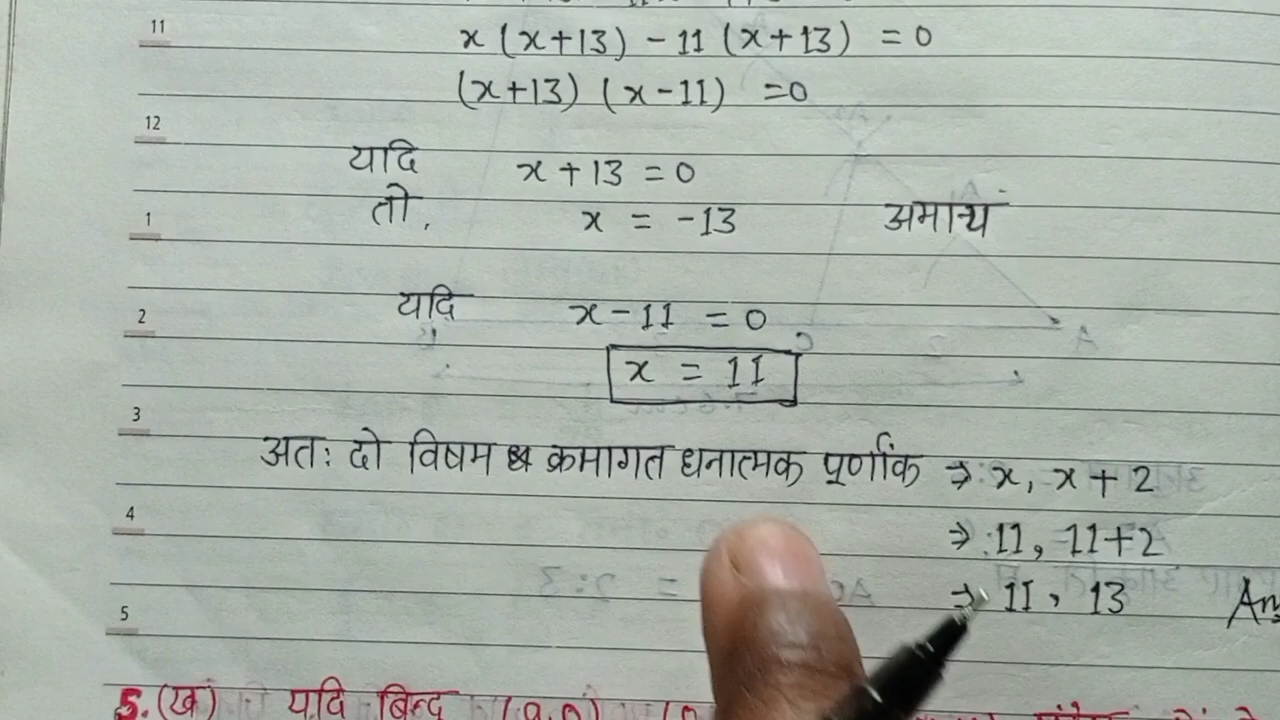 11
x (x+13) - 11 (x+13) = 0
(x+13) (x-11) =0
12
यादि x+13 = 0
तो, x = -13 अमान्य
1
यदि x-11 = 0
2
x = 11
3
अतः दो विषम क्रमागत धनात्मक पूर्णांक ⇒ x, x+2
4
⇒ 11, 11+2
⇒ 11, 13
5
5. (ख) यदि बिन्दु